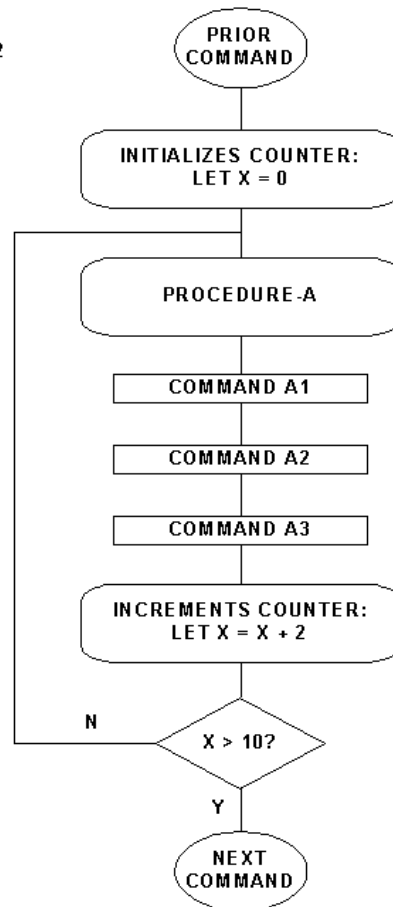 2
PRIOR
COMMAND
INITIALIZES COUNTER:
LET X = 0
PROCEDURE-A
COMMAND A1
COMMAND A2
COMMAND A3
INCREMENTS COUNTER:
LET X = X + 2
N
X > 10?
Y
NEXT
COMMAND